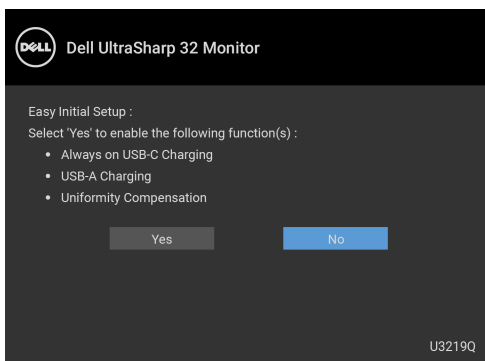 DELL
Dell UltraSharp 32 Monitor
Easy Initial Setup :
Select 'Yes' to enable the following function(s) :
• Always on USB-C Charging
• USB-A Charging
• Uniformity Compensation
Yes
No
U3219Q